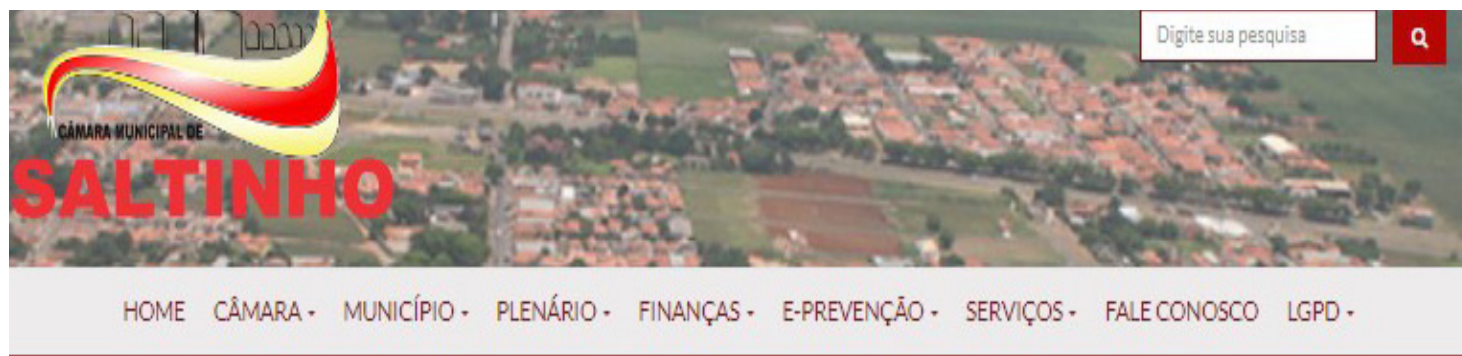 Digite sua pesquisa
CÂMARA MUNICIPAL DE
SALTINHO
HOME CÂMARA MUNICÍPIO PLENÁRIO FINANÇAS E-PREVENÇÃO SERVIÇOS FALE CONOSCO LGPD